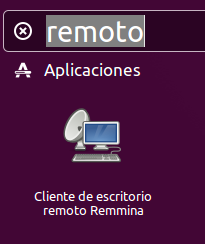 remoto
Aplicaciones
Cliente de escritorio
remoto Remmina